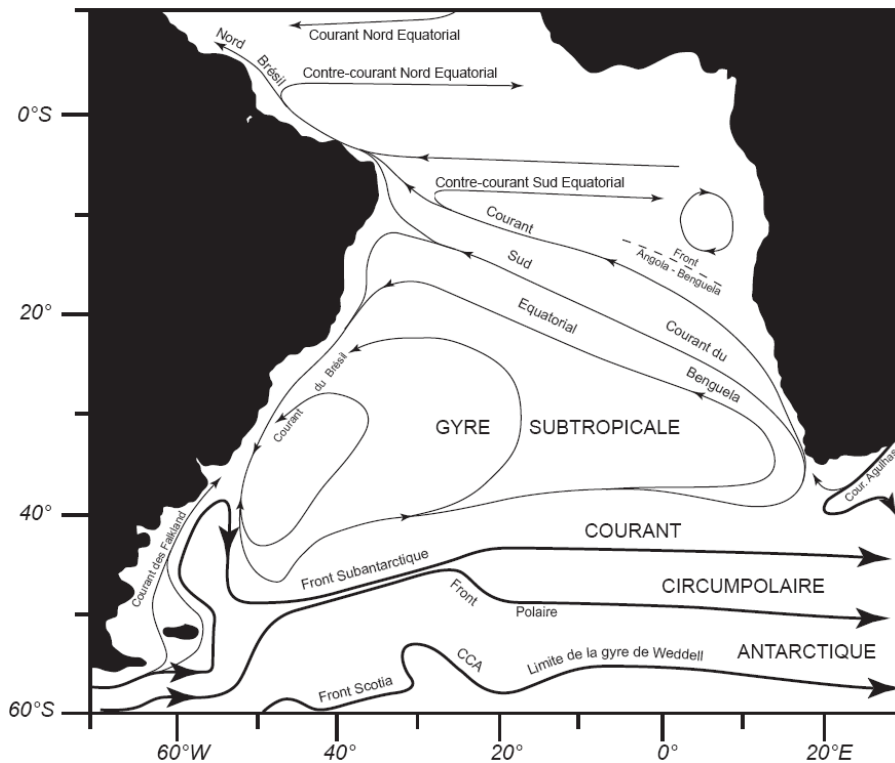 Courant Nord Equatorial
Nord
Brésil
Contre-courant Nord Equatorial
0°S
Contre-courant Sud Equatorial
Courant
Sud
Equatorial
Front
Angola - Benguela
20°
Courant du
Benguela
Courant
du Brésil
GYRE SUBTROPICALE
Cour. Agulhas
40°
COURANT
Courant des Falkland
Front Subantarctique
CIRCUMPOLAIRE
Front
Polaire
ANTARCTIQUE
CCA
Limite de la gyre de Weddell
Front Scotia
60°S
60°W
40°
20°
0°
20°E